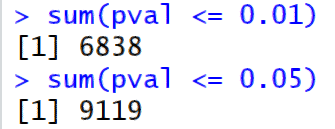 > sum(pval <= 0.01)
[1] 6838
> sum(pval <= 0.05)
[1] 9119